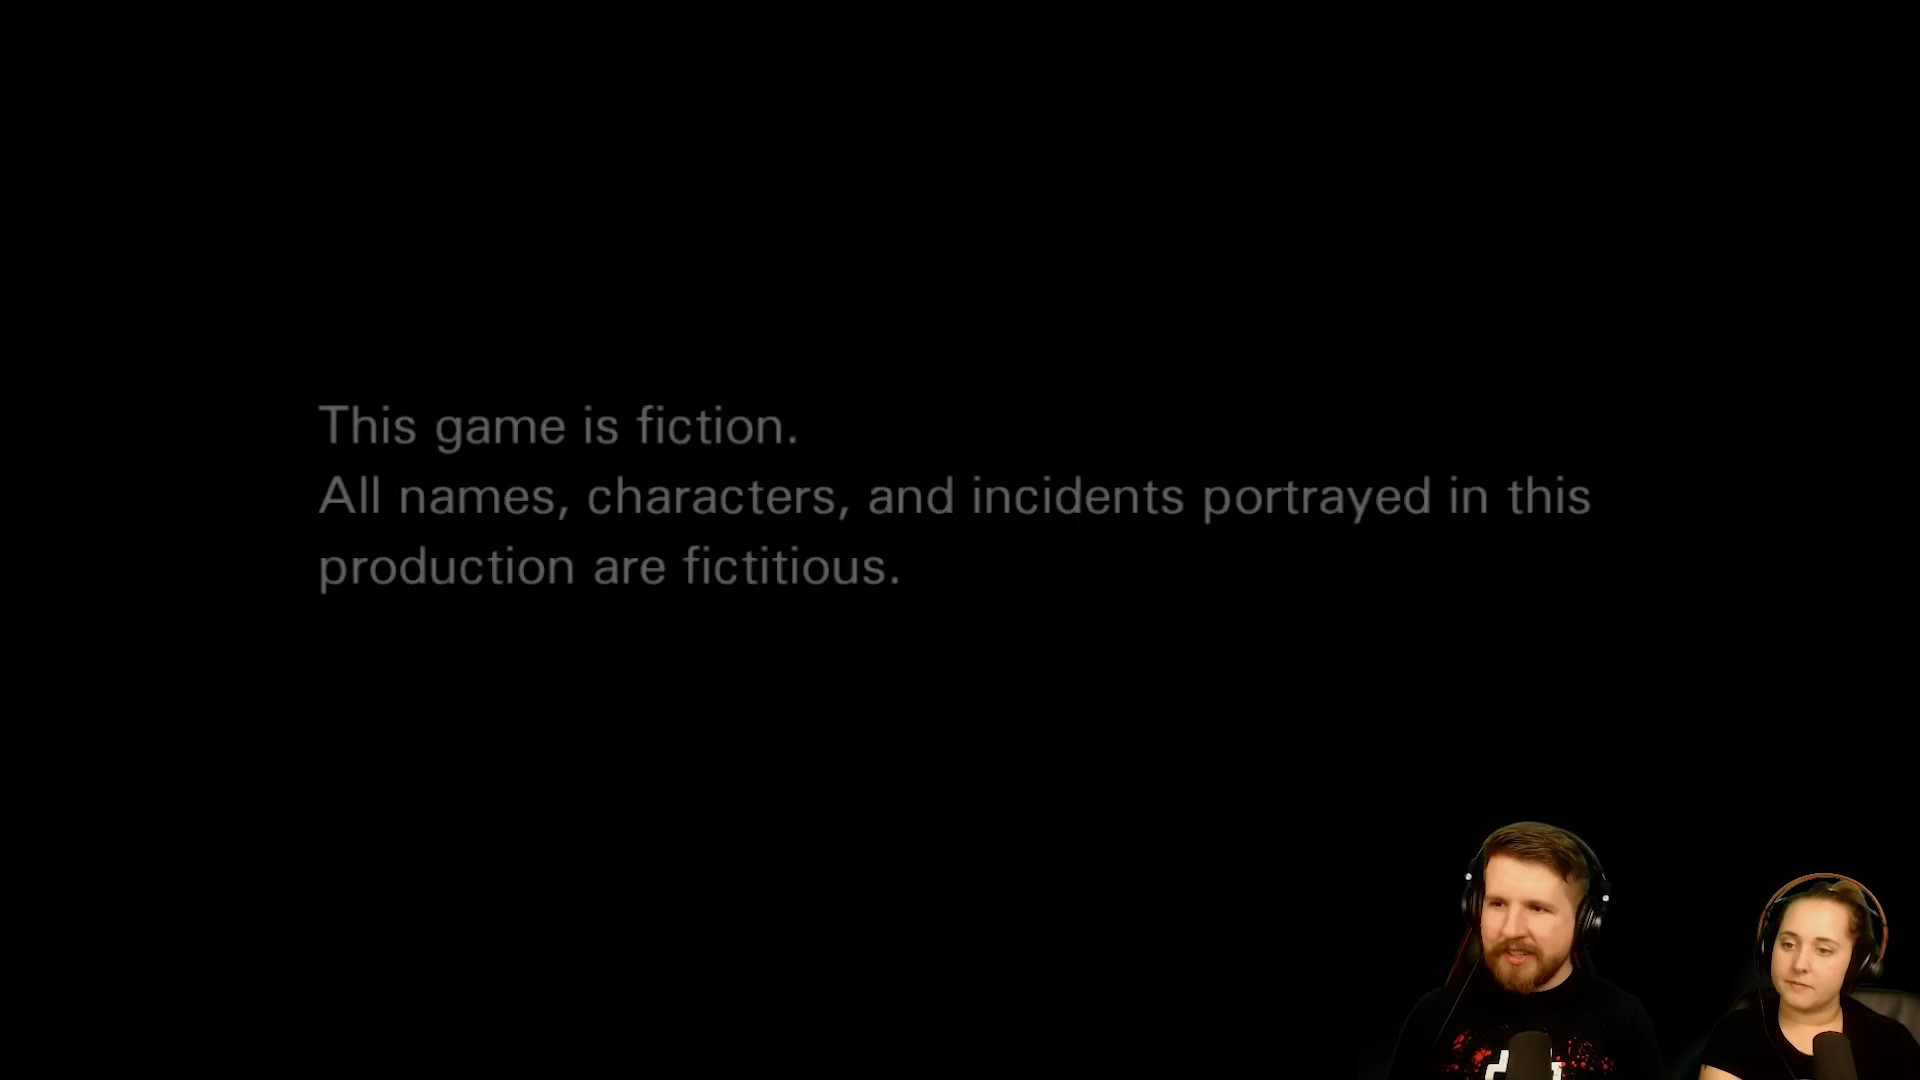 This game is fiction.
All names, characters, and incidents portrayed in this
production are fictitious.